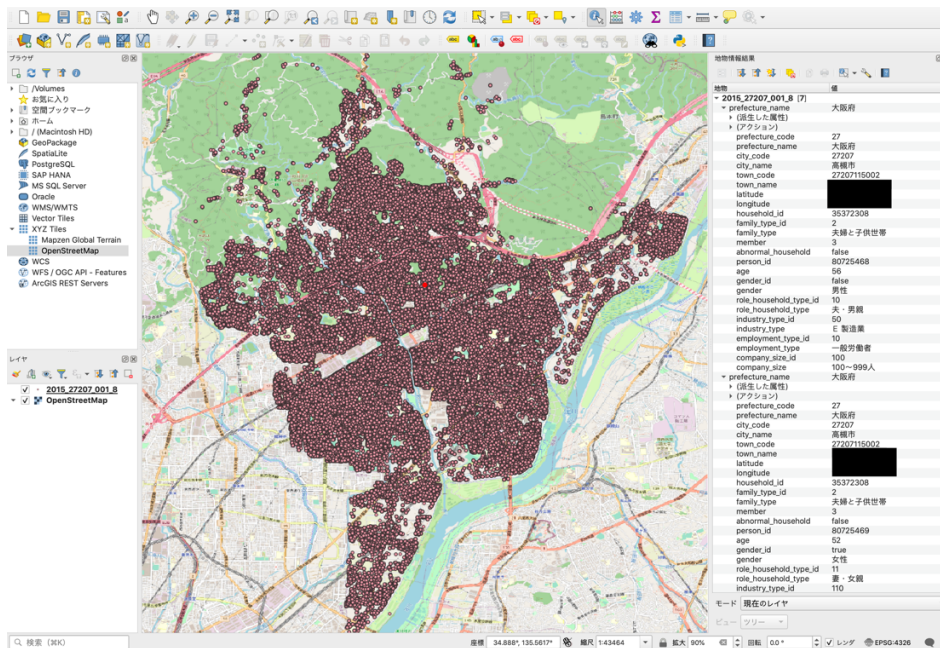 ブラウザ
/Volumes
お気に入り
空間ブックマーク
ホーム
/ (Macintosh HD)
GeoPackage
SpatiaLite
PostgreSQL
SAP HANA
MS SQL Server
Oracle
WMS/WMTS
Vector Tiles
XYZ Tiles
Mapzen Global Terrain
OpenStreetMap
WCS
WFS / OGC API - Features
ArcGIS REST Servers
レイヤ
2015_27207_001_8
OpenStreetMap
地物情報結果
地物 値
2015_27207_001_8 [7]
prefecture_name 大阪府
(派生した属性)
(アクション)
prefecture_code 27
prefecture_name 大阪府
city_code 27207
city_name 高槻市
town_code 27207115002
town_name
latitude
longitude
household_id 35372308
family_type_id 2
family_type 夫婦と子供世帯
member 3
abnormal_household false
person_id 80725468
age 56
gender_id false
gender 男性
role_household_type_id 10
role_household_type 夫・男親
industry_type_id 50
industry_type E 製造業
employment_type_id 10
employment_type 一般労働者
company_size_id 100
company_size 100〜999人
prefecture_name 大阪府
(派生した属性)
(アクション)
prefecture_code 27
prefecture_name 大阪府
city_code 27207
city_name 高槻市
town_code 27207115002
town_name
latitude
longitude
household_id 35372308
family_type_id 2
family_type 夫婦と子供世帯
member 3
abnormal_household false
person_id 80725469
age 52
gender_id true
gender 女性
role_household_type_id 11
role_household_type 妻・女親
industry_type_id 110
モード 現在のレイヤ
ビュー ツリー
検索 (⌘K) 座標 34.888°, 135.5617° 縮尺 1:43464 拡大 90% 回転 0.0° レンダ EPSG:4326